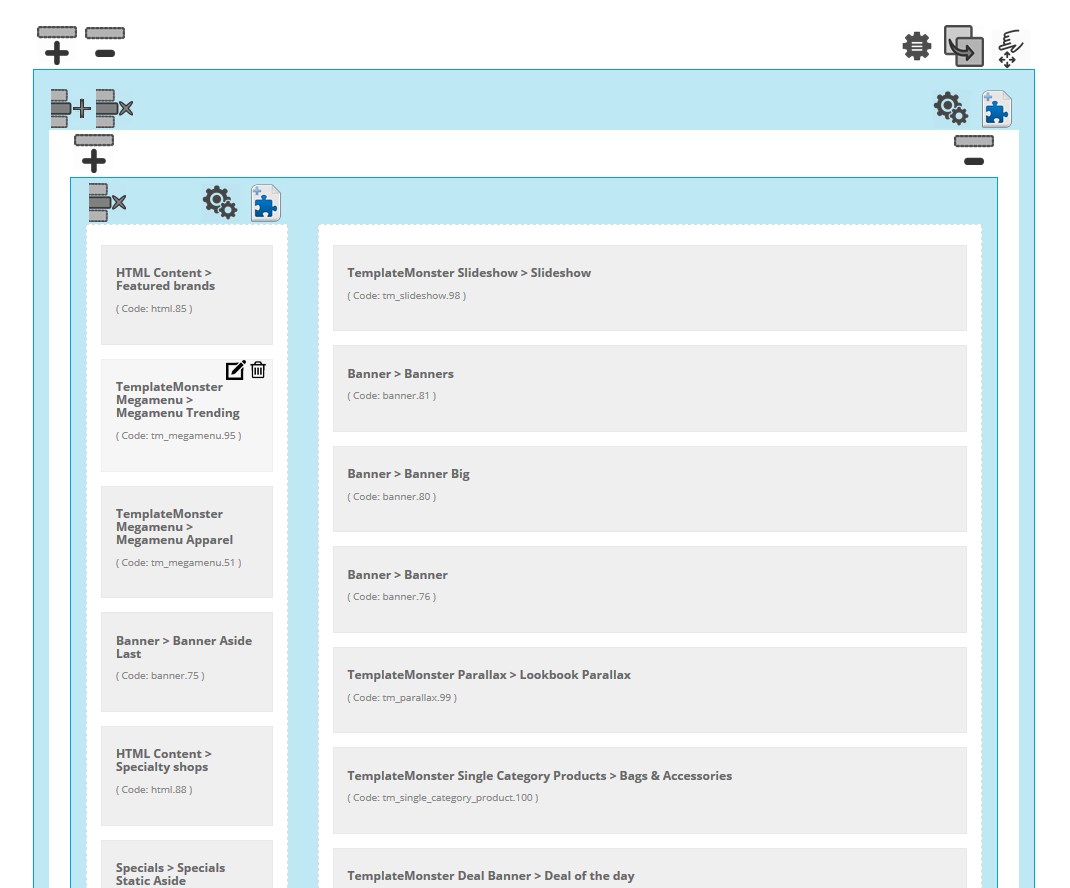 HTML Content >
Featured brands
( Code: html.85 )
TemplateMonster
Megamenu >
Megamenu Trending
( Code: tm_megamenu.95 )
TemplateMonster
Megamenu >
Megamenu Apparel
( Code: tm_megamenu.51 )
Banner > Banner Aside
Last
( Code: banner.75 )
HTML Content >
Specialty shops
( Code: html.88 )
Specials > Specials
Static Aside
TemplateMonster Slideshow > Slideshow
( Code: tm_slideshow.98 )
Banner > Banners
( Code: banner.81 )
Banner > Banner Big
( Code: banner.80 )
Banner > Banner
( Code: banner.76 )
TemplateMonster Parallax > Lookbook Parallax
( Code: tm_parallax.99 )
TemplateMonster Single Category Products > Bags & Accessories
( Code: tm_single_category_product.100 )
TemplateMonster Deal Banner > Deal of the day